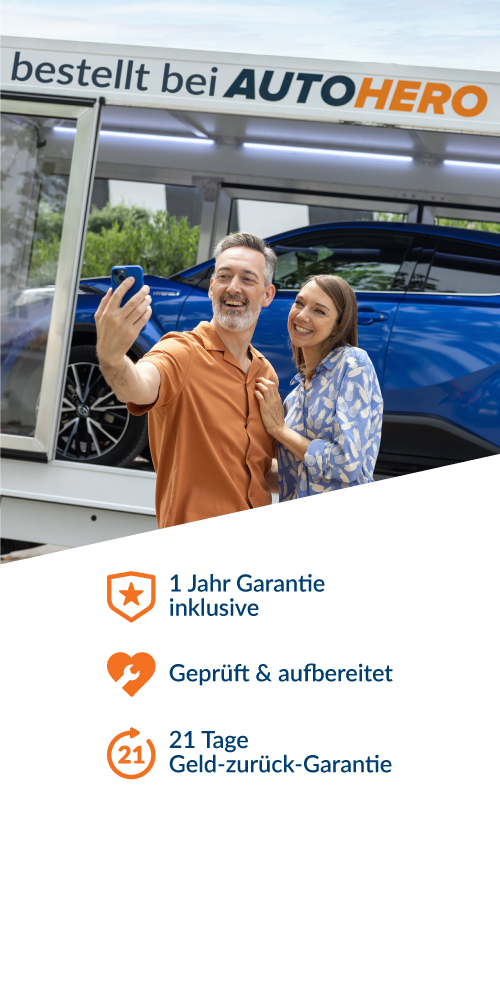 bestellt bei AUTOHERO
1 Jahr Garantie
inklusive
Geprüft & aufbereitet
21
21 Tage
Geld-zurück-Garantie